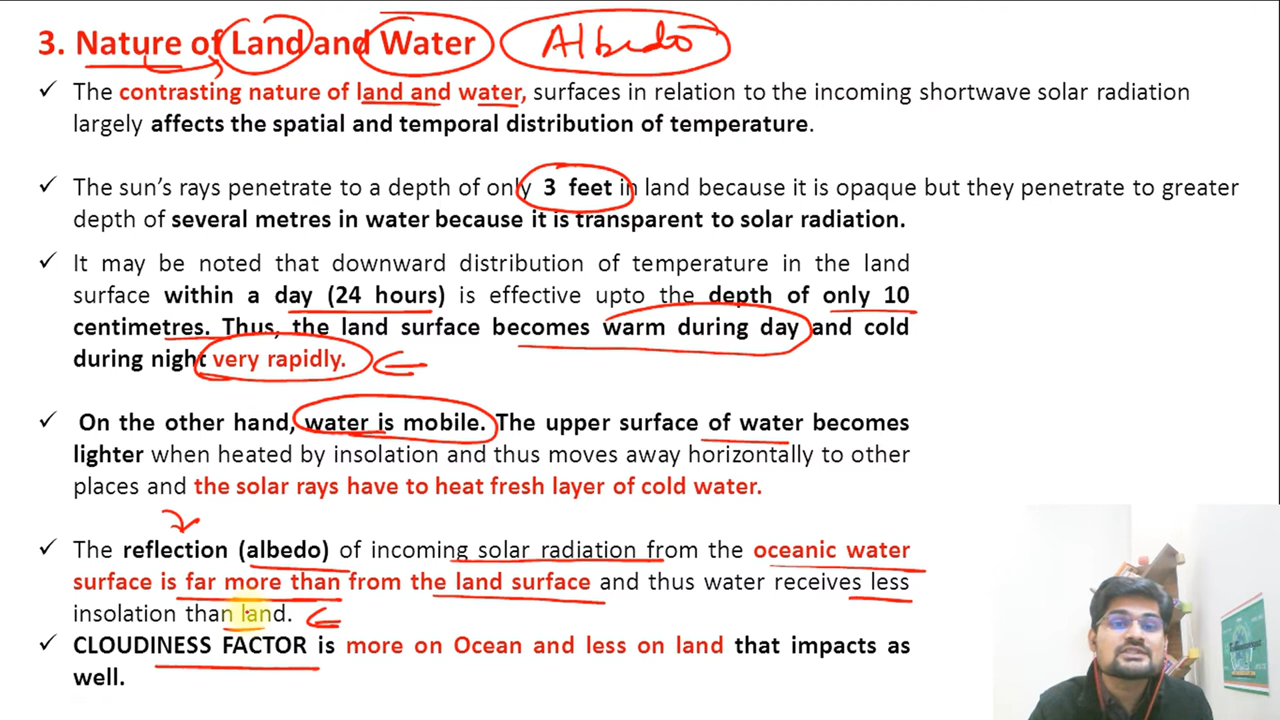 3. Nature of Land and Water Albedo
✓ The contrasting nature of land and water, surfaces in relation to the incoming shortwave solar radiation
largely affects the spatial and temporal distribution of temperature.
✓ The sun's rays penetrate to a depth of only 3 feet in land because it is opaque but they penetrate to greater
depth of several metres in water because it is transparent to solar radiation.
✓ It may be noted that downward distribution of temperature in the land
surface within a day (24 hours) is effective upto the depth of only 10
centimetres. Thus, the land surface becomes warm during day and cold
during night very rapidly.
✓ On the other hand, water is mobile. The upper surface of water becomes
lighter when heated by insolation and thus moves away horizontally to other
places and the solar rays have to heat fresh layer of cold water.
✓ The reflection (albedo) of incoming solar radiation from the oceanic water
surface is far more than from the land surface and thus water receives less
insolation than land.
✓ CLOUDINESS FACTOR is more on Ocean and less on land that impacts as
well.